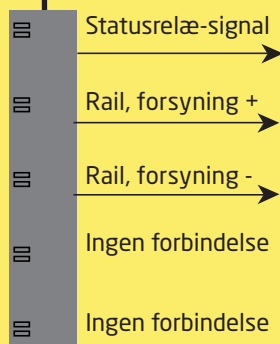 Statusrelæ-signal
Rail, forsyning +
Rail, forsyning -
Ingen forbindelse
Ingen forbindelse